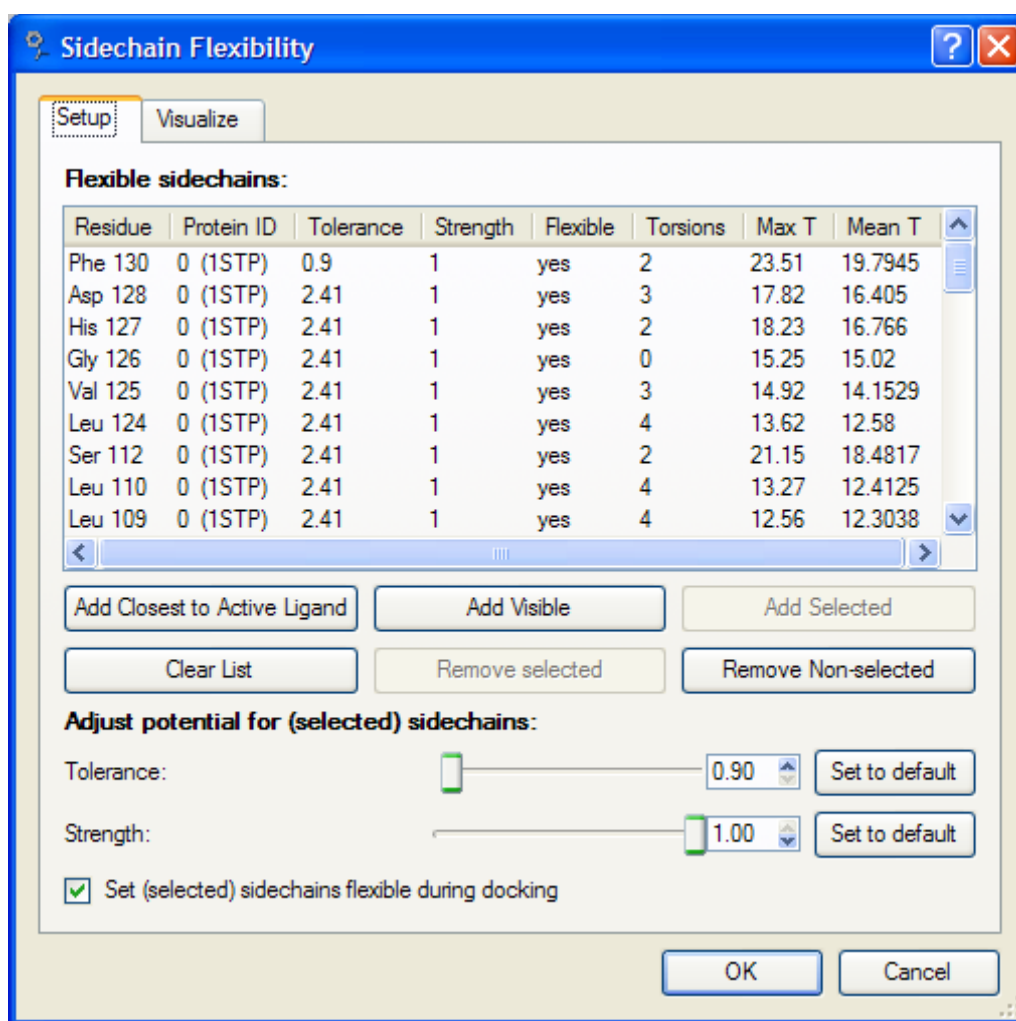 Sidechain Flexibility
Setup Visualize
Flexible sidechains:
Residue Protein ID Tolerance Strength Flexible Torsions Max T Mean T
Phe 130 0 (1STP) 0.9 1 yes 2 23.51 19.7945
Asp 128 0 (1STP) 2.41 1 yes 3 17.82 16.405
His 127 0 (1STP) 2.41 1 yes 2 18.23 16.766
Gly 126 0 (1STP) 2.41 1 yes 0 15.25 15.02
Val 125 0 (1STP) 2.41 1 yes 3 14.92 14.1529
Leu 124 0 (1STP) 2.41 1 yes 4 13.62 12.58
Ser 112 0 (1STP) 2.41 1 yes 2 21.15 18.4817
Leu 110 0 (1STP) 2.41 1 yes 4 13.27 12.4125
Leu 109 0 (1STP) 2.41 1 yes 4 12.56 12.3038
Add Closest to Active Ligand Add Visible Add Selected
Clear List Remove selected Remove Non-selected
Adjust potential for (selected) sidechains:
Tolerance: 0.90 Set to default
Strength: 1.00 Set to default
Set (selected) sidechains flexible during docking
OK Cancel